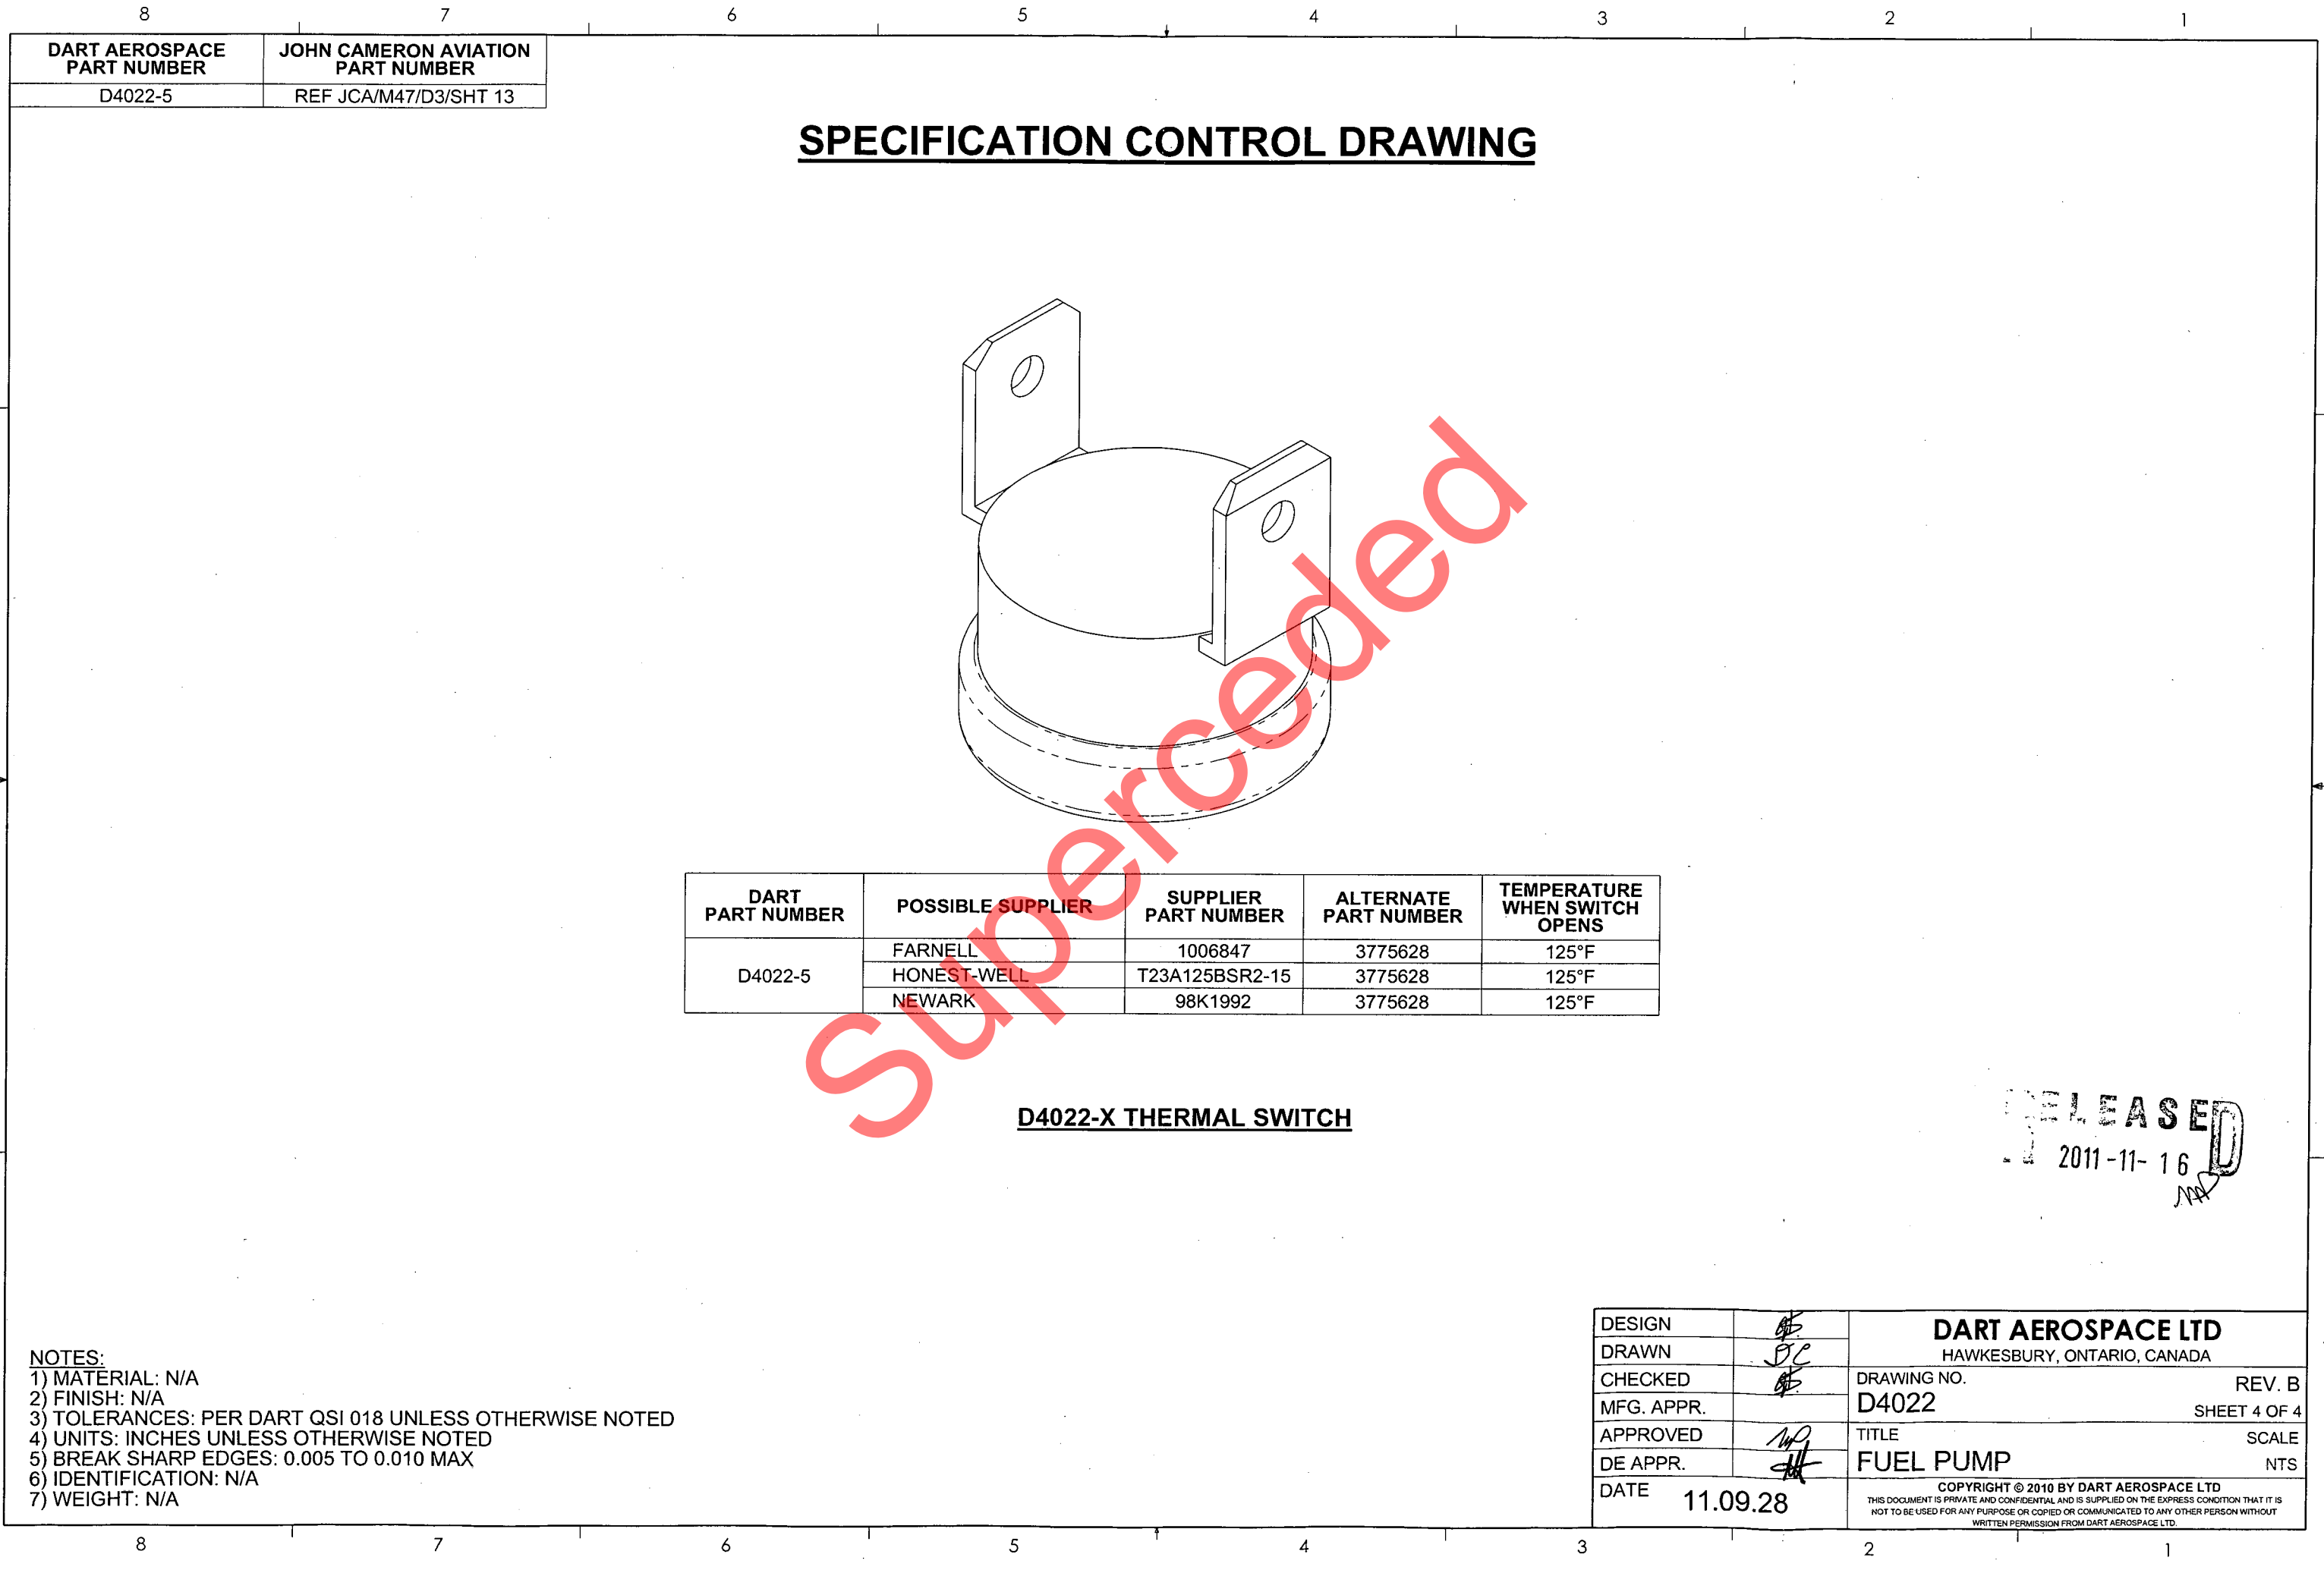 8 7 6 5 4 3 2 1
DART AEROSPACE PART NUMBER JOHN CAMERON AVIATION PART NUMBER
D4022-5 REF JCA/M47/D3/SHT 13
SPECIFICATION CONTROL DRAWING
DART PART NUMBER POSSIBLE SUPPLIER SUPPLIER PART NUMBER ALTERNATE PART NUMBER TEMPERATURE WHEN SWITCH OPENS
D4022-5
FARNELL 1006847 3775628 125°F
HONEST-WELL T23A125BSR2-15 3775628 125°F
NEWARK 98K1992 3775628 125°F
Superceded
D4022-X THERMAL SWITCH
RELEASED
2011-11-16
NOTES:
1) MATERIAL: N/A
2) FINISH: N/A
3) TOLERANCES: PER DART QSI 018 UNLESS OTHERWISE NOTED
4) UNITS: INCHES UNLESS OTHERWISE NOTED
5) BREAK SHARP EDGES: 0.005 TO 0.010 MAX
6) IDENTIFICATION: N/A
7) WEIGHT: N/A
DESIGN
DRAWN DC
CHECKED
MFG. APPR.
APPROVED
DE APPR.
DATE 11.09.28
DART AEROSPACE LTD
HAWKESBURY, ONTARIO, CANADA
DRAWING NO. REV. B
D4022 SHEET 4 OF 4
TITLE SCALE
FUEL PUMP NTS
COPYRIGHT © 2010 BY DART AEROSPACE LTD
THIS DOCUMENT IS PRIVATE AND CONFIDENTIAL AND IS SUPPLIED ON THE EXPRESS CONDITION THAT IT IS
NOT TO BE USED FOR ANY PURPOSE OR COPIED OR COMMUNICATED TO ANY OTHER PERSON WITHOUT
WRITTEN PERMISSION FROM DART AEROSPACE LTD.
8 7 6 5 4 3 2 1